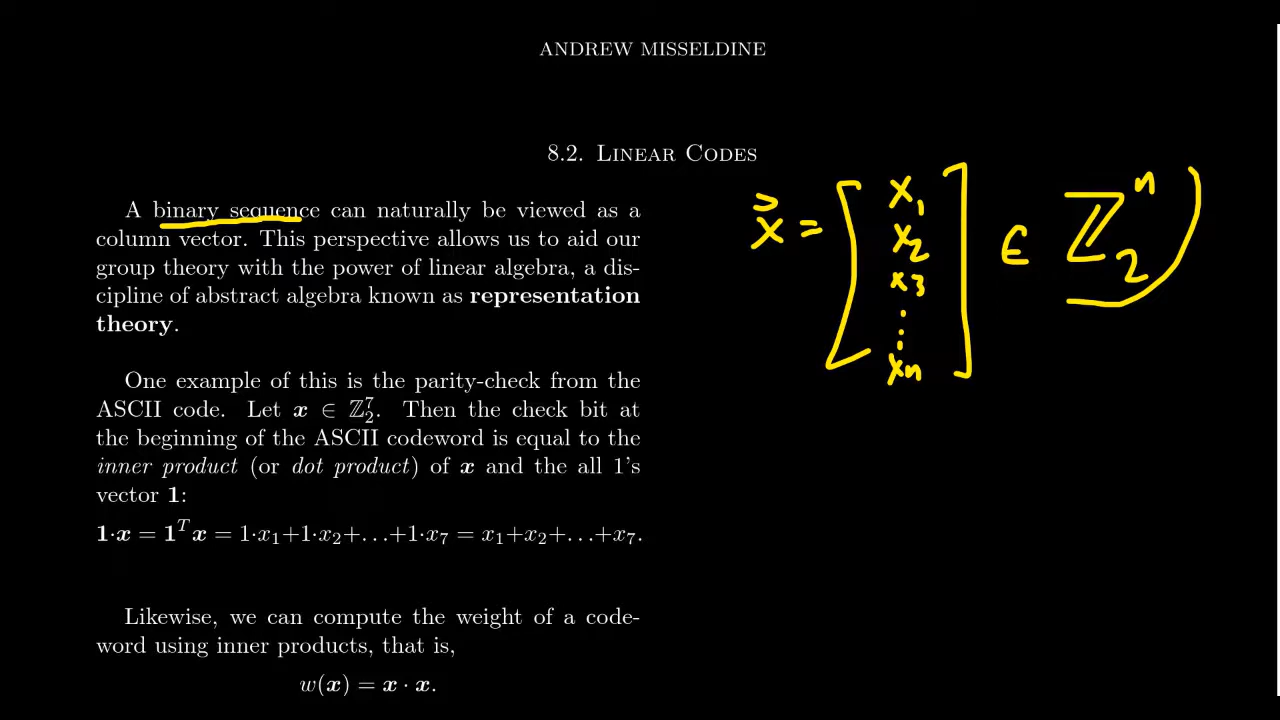 ANDREW MISSELDINE
8.2. LINEAR CODES
A binary sequence can naturally be viewed as a
column vector. This perspective allows us to aid our
group theory with the power of linear algebra, a dis-
cipline of abstract algebra known as representation
theory.
x⃗ = [x₁ x₂ x₃ ⋮ xn] ∈ ℤ₂ⁿ
One example of this is the parity-check from the
ASCII code. Let x ∈ ℤ₂⁷. Then the check bit at
the beginning of the ASCII codeword is equal to the
inner product (or dot product) of x and the all 1's
vector 1:
1·x = 1ᵀx = 1·x₁+1·x₂+...+1·x₇ = x₁+x₂+...+x₇.
Likewise, we can compute the weight of a code-
word using inner products, that is,
w(x) = x · x.